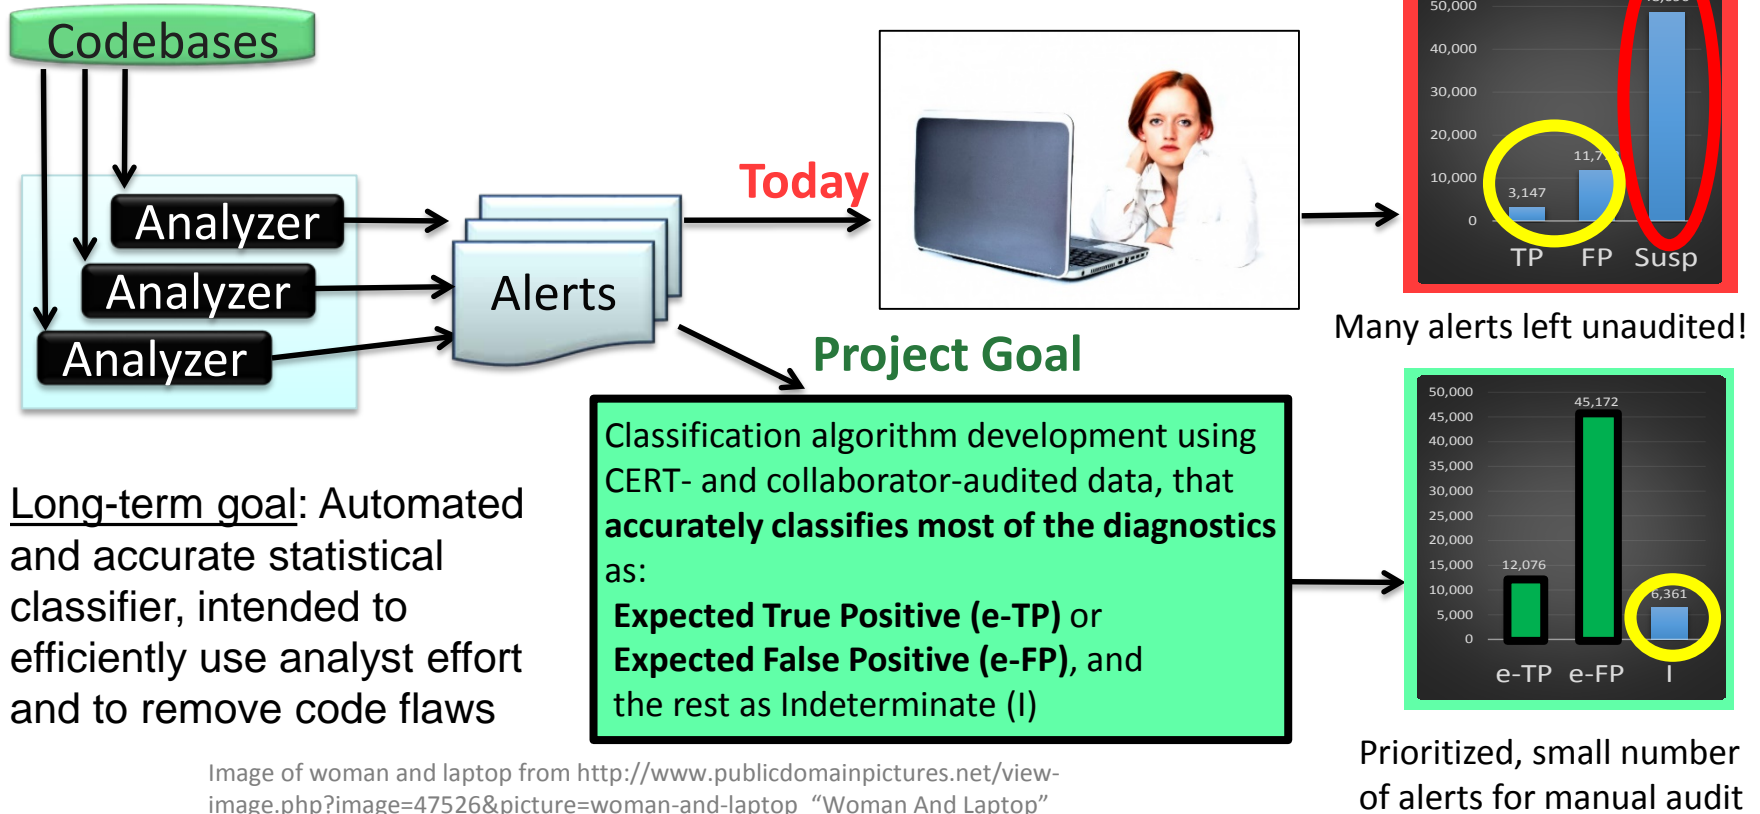 Codebases
Analyzer
Analyzer
Analyzer
Alerts
Today
50,000
40,000
30,000
20,000
10,000
0
3,147
TP FP Susp
Many alerts left unaudited!
Project Goal
Classification algorithm development using
CERT- and collaborator-audited data, that
accurately classifies most of the diagnostics
as:
Expected True Positive (e-TP) or
Expected False Positive (e-FP), and
the rest as Indeterminate (I)
Long-term goal: Automated
and accurate statistical
classifier, intended to
efficiently use analyst effort
and to remove code flaws
50,000
45,000
40,000
35,000
30,000
25,000
20,000
15,000
10,000
5,000
0
12,076
45,172
6,361
e-TP e-FP I
Prioritized, small number
of alerts for manual audit
Image of woman and laptop from http://www.publicdomainpictures.net/view-
image.php?image=47526&picture=woman-and-laptop "Woman And Laptop"